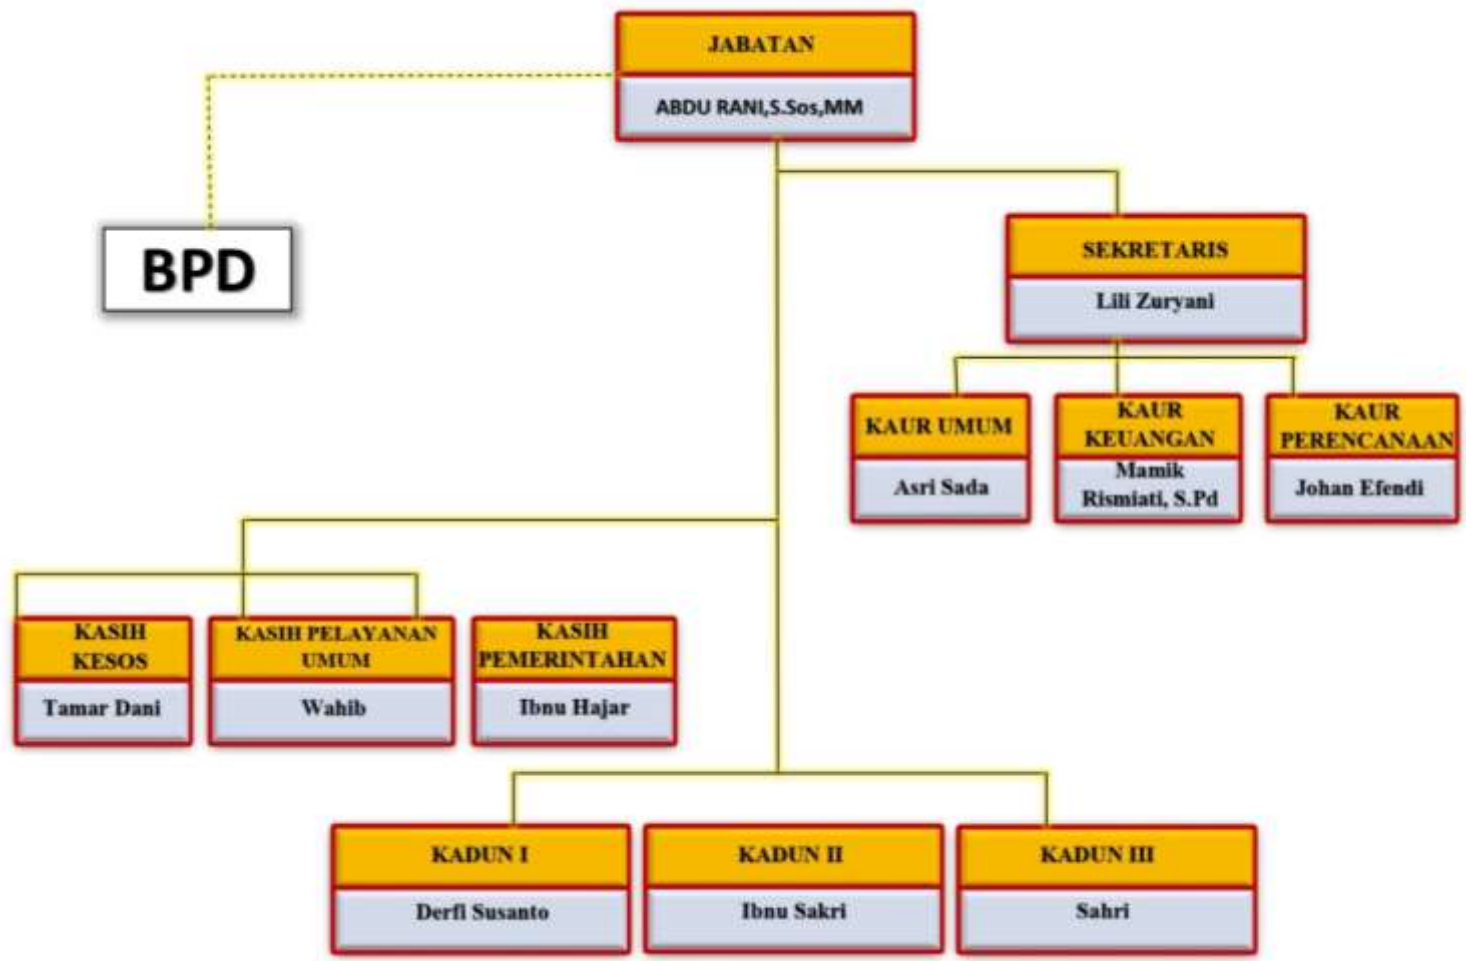 JABATAN
ABDU RANI,S.Sos,MM
BPD
SEKRETARIS
Lili Zuryani
KAUR UMUM
Asri Sada
KAUR
KEUANGAN
Mamik
Rismiati, S.Pd
KAUR
PERENCANAAN
Johan Efendi
KASIH
KESOS
Tamar Dani
KASIH PELAYANAN
UMUM
Wahib
KASIH
PEMERINTAHAN
Ibnu Hajar
KADUN I
Derfi Susanto
KADUN II
Ibnu Sakri
KADUN III
Sahri